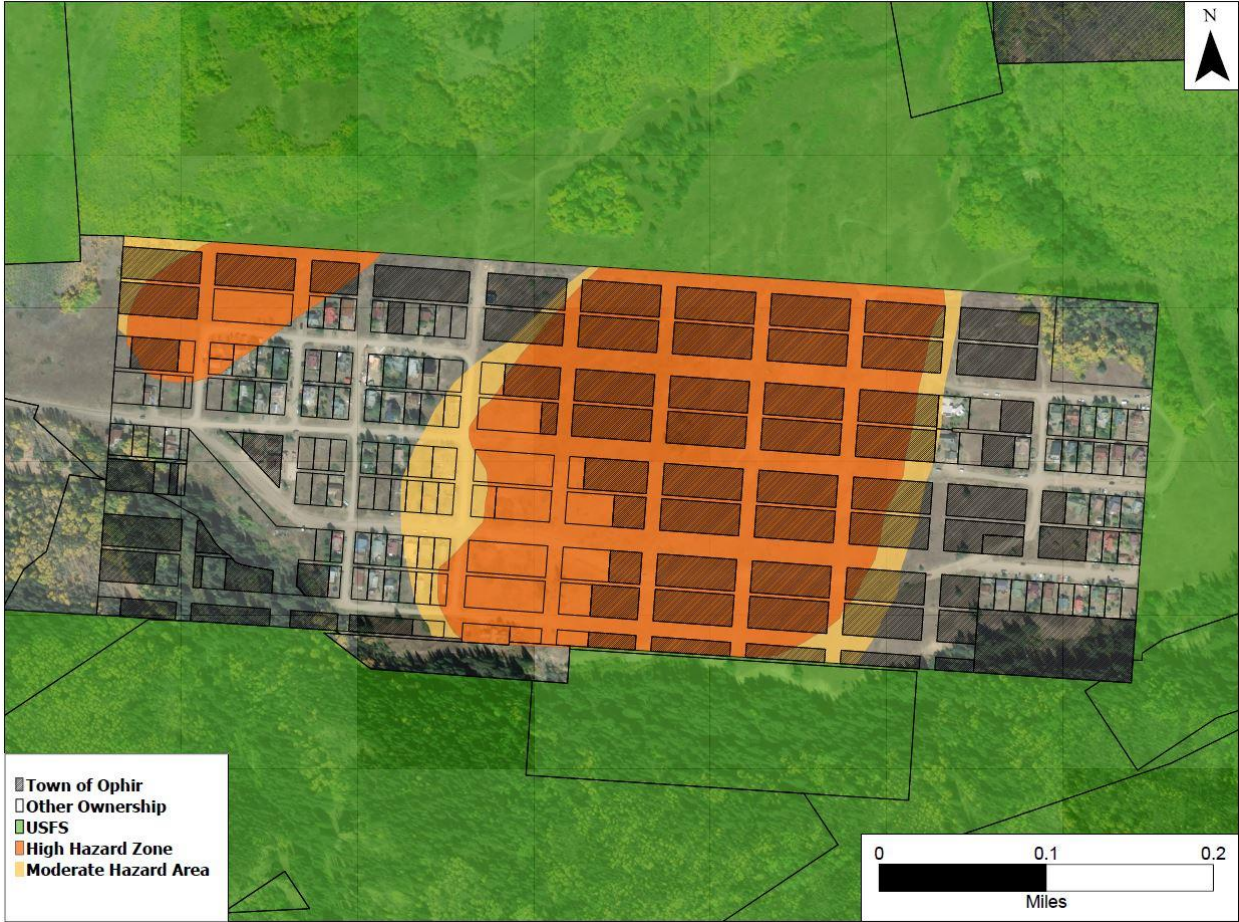 N
Town of Ophir
Other Ownership
USFS
High Hazard Zone
Moderate Hazard Area
0 0.1 0.2
Miles